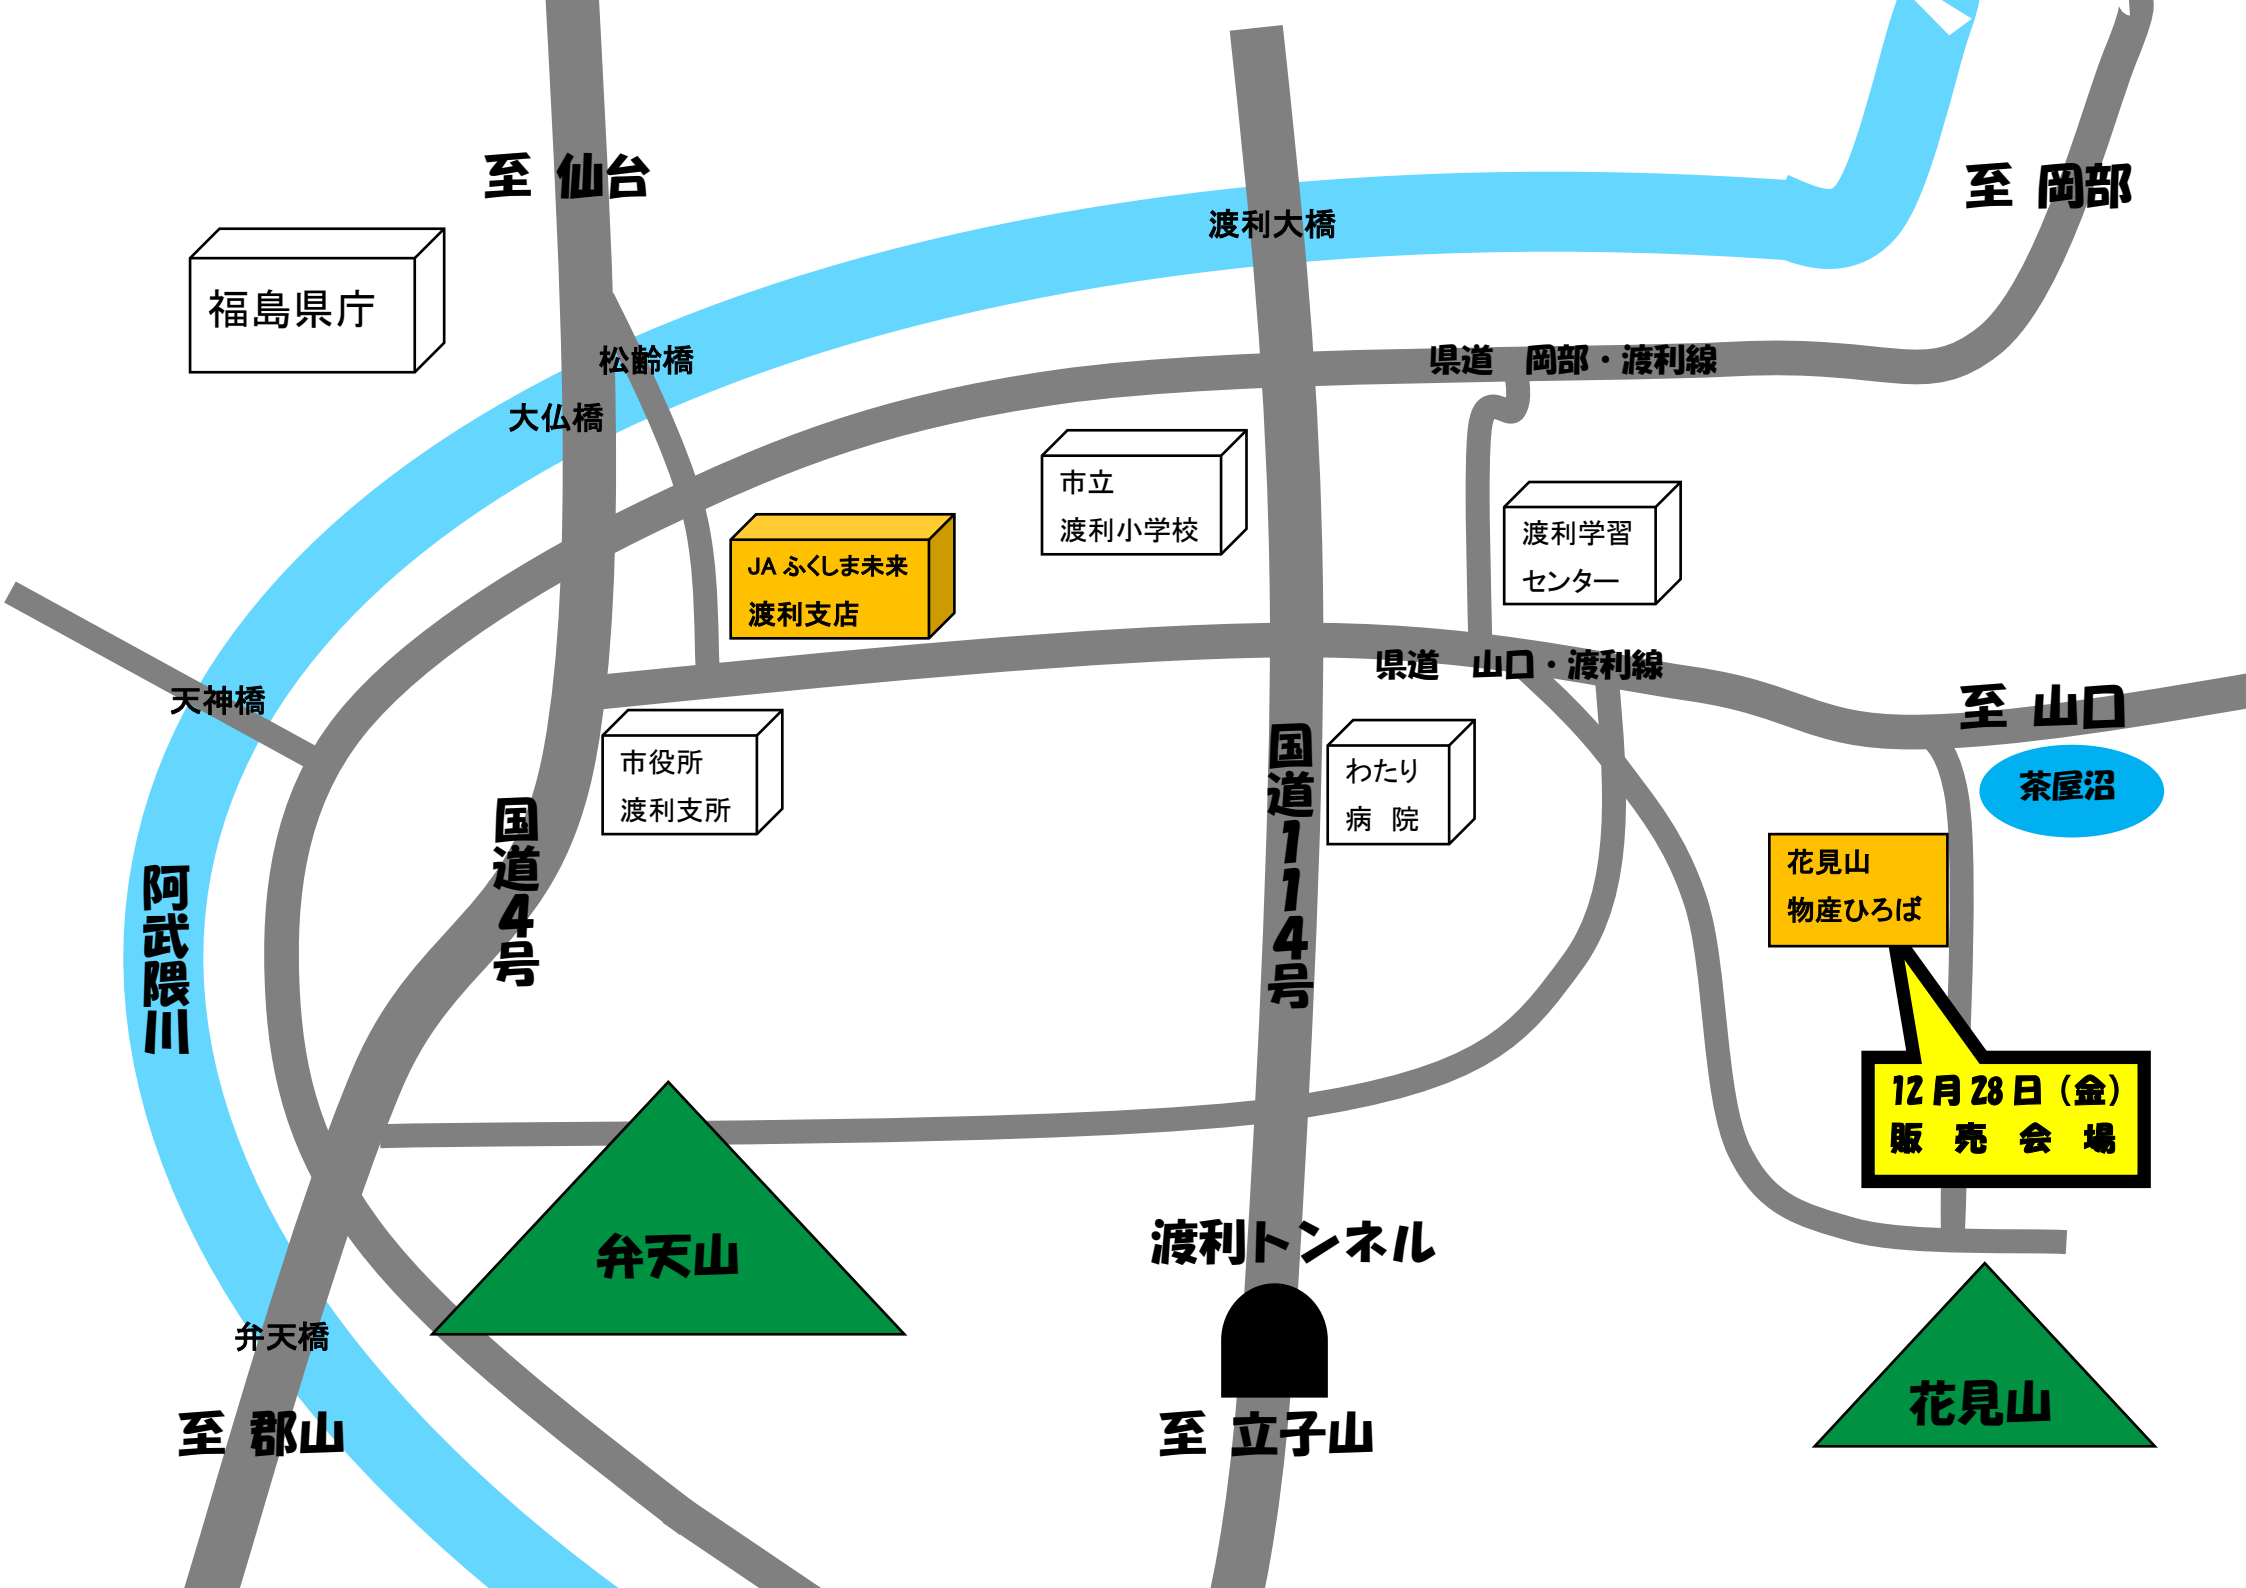 至 仙台
至 岡部
渡利大橋
福島県庁
松齢橋
県道　岡部・渡利線
大仏橋
市立
渡利小学校
渡利学習
センター
JAふくしま未来
渡利支店
県道　山口・渡利線
天神橋
至 山口
市役所
渡利支所
国道114号
わたり
病　院
茶屋沼
国道4号
花見山
物産ひろば
阿武隈川
12月28日（金）
販　売　会　場
渡利トンネル
弁天山
弁天橋
花見山
至 郡山
至 立子山